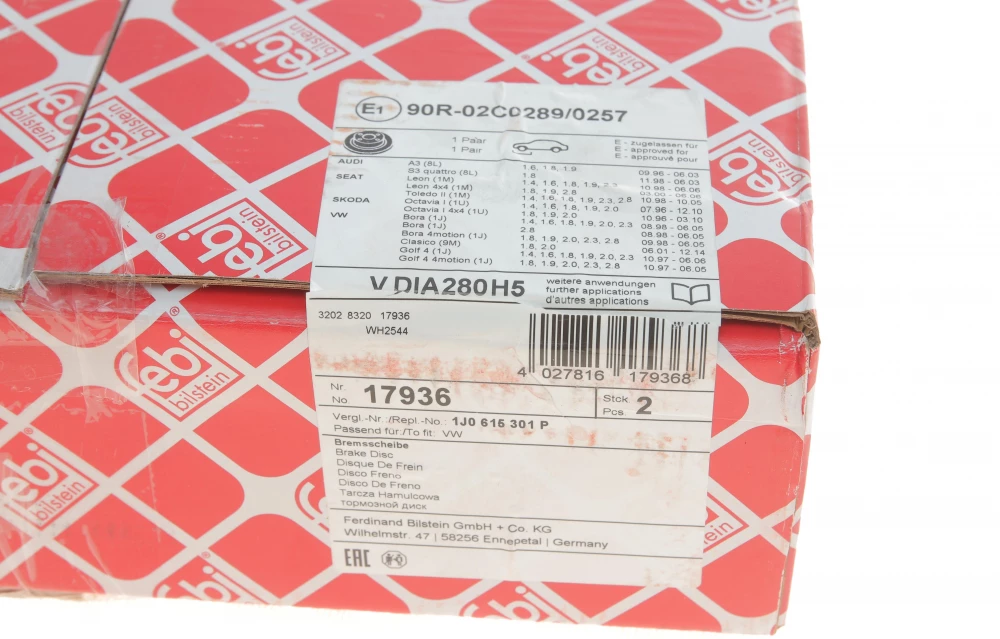 febi
bilstein
E1 90R-02C0289/0257
1 Paar
1 Pair
E - zugelassen für
E - approved for
E - approuvé pour
AUDI A3 (8L) 1.6, 1.8, 1.9 09.96 - 06.03
S3 quattro (8L) 1.8 11.98 - 06.03
SEAT Leon (1M) 1.4, 1.6, 1.8, 1.9, 2.3 10.98 - 06.06
Leon 4x4 (1M) 1.8, 1.9, 2.8 03.00 - 06.06
Toledo II (1M) 1.4, 1.6, 1.8, 1.9, 2.3, 2.8 10.98 - 10.05
SKODA Octavia I (1U) 1.4, 1.6, 1.8, 1.9, 2.0 07.96 - 12.10
Octavia I 4x4 (1U) 1.8, 1.9, 2.0 10.96 - 03.10
VW Bora (1J) 1.4, 1.6, 1.8, 1.9, 2.0, 2.3 08.98 - 06.05
Bora (1J) 2.8 08.98 - 06.05
Bora 4motion (1J) 1.8, 1.9, 2.0, 2.3, 2.8 09.98 - 06.05
Clasico (9M) 1.8, 2.0 06.01 - 12.14
Golf 4 (1J) 1.4, 1.6, 1.8, 1.9, 2.0, 2.3 10.97 - 06.06
Golf 4 4motion (1J) 1.8, 1.9, 2.0, 2.3, 2.8 10.97 - 06.05
V DIA280H5
weitere anwendungen
further applications
d'autres applications
3202 8320 17936
WH2544
4 027816 179368
Nr.
No. 17936
Stck.
Pcs. 2
Vergl.-Nr. /Repl.-No.: 1J0 615 301 P
Passend für:/To fit: VW
Bremsscheibe
Brake Disc
Disque De Frein
Disco Freno
Disco De Freno
Tarcza Hamulcowa
тормозной диск
Ferdinand Bilstein GmbH + Co. KG
Wilhelmstr. 47 | 58256 Ennepetal | Germany
EAC